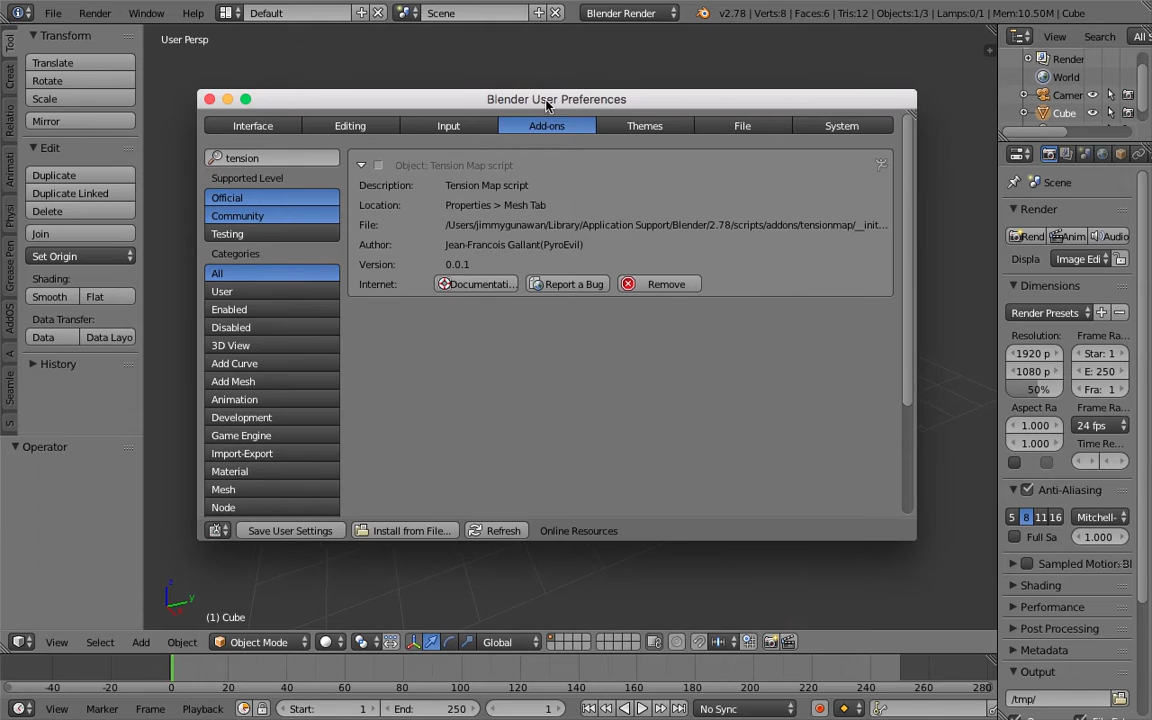 File Render Window Help Default Scene Blender Render v2.78 | Verts:8 | Faces:6 | Tris:12 | Objects:1/3 | Lamps:0/1 | Mem:10.50M | Cube
Tool
Creat
Relatio
Animati
Physi
Grease Pen
AddOS
A
Seamle
S
Transform
Translate
Rotate
Scale
Mirror
Edit
Duplicate
Duplicate Linked
Delete
Join
Set Origin
Shading:
Smooth Flat
Data Transfer:
Data Data Layo
History
Operator
User Persp
Blender User Preferences
Interface Editing Input Add-ons Themes File System
tension
Supported Level
Official
Community
Testing
Categories
All
User
Enabled
Disabled
3D View
Add Curve
Add Mesh
Animation
Development
Game Engine
Import-Export
Material
Mesh
Node
Object: Tension Map script
Description: Tension Map script
Location: Properties > Mesh Tab
File: /Users/jimmygunawan/Library/Application Support/Blender/2.78/scripts/addons/tensionmap/__init...
Author: Jean-Francois Gallant(PyroEvil)
Version: 0.0.1
Internet: Documentati... Report a Bug Remove
Save User Settings Install from File... Refresh Online Resources
z
y
(1) Cube
View Select Add Object Object Mode Global
-40 -20 0 20 40 60 80 100 120 140 160 180 200 220 240 260 280
View Marker Frame Playback Start: 1 End: 250 1 No Sync
View Search All S
Render
World
Camer
Cube
Scene
Render
Rend Anim Audio
Displa Image Edi
Dimensions
Render Presets
Resolution: Frame Ra...
1920 p Star: 1
1080 p E: 250
50% Fra: 1
Aspect Ra Frame Ra...
1.000 24 fps
1.000 Time Re...
Anti-Aliasing
5 8 11 16 Mitchell-
Full Sa 1.000
Sampled Motion Bl
Shading
Performance
Post Processing
Metadata
Output
/tmp/